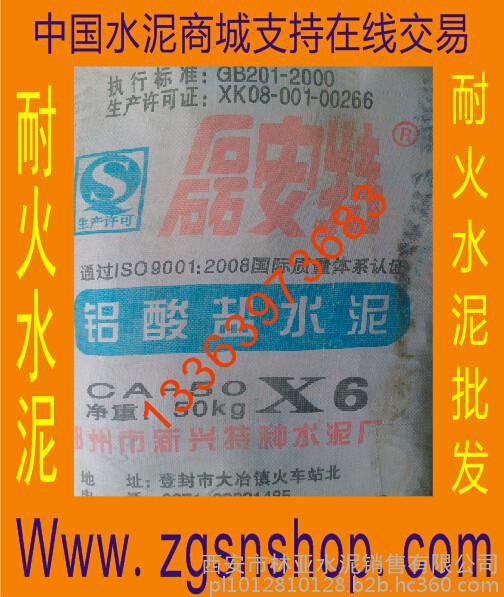 中国水泥商城支持在线交易
耐火水泥
耐火水泥批发
执行标准：GB201-2000
生产许可证：XK08-001-00266
磊安特®
生产许可
通过ISO9001:2008国际质量体系认证
铝酸盐水泥
13363973683
CA-50 X6
净重：50kg
州市新兴特种水泥厂
地 址：登封市大冶镇火车站北
Www.zgsnshop.com
西安市林亚水泥销售有限公司
pl1012810128.b2b.hc360.com